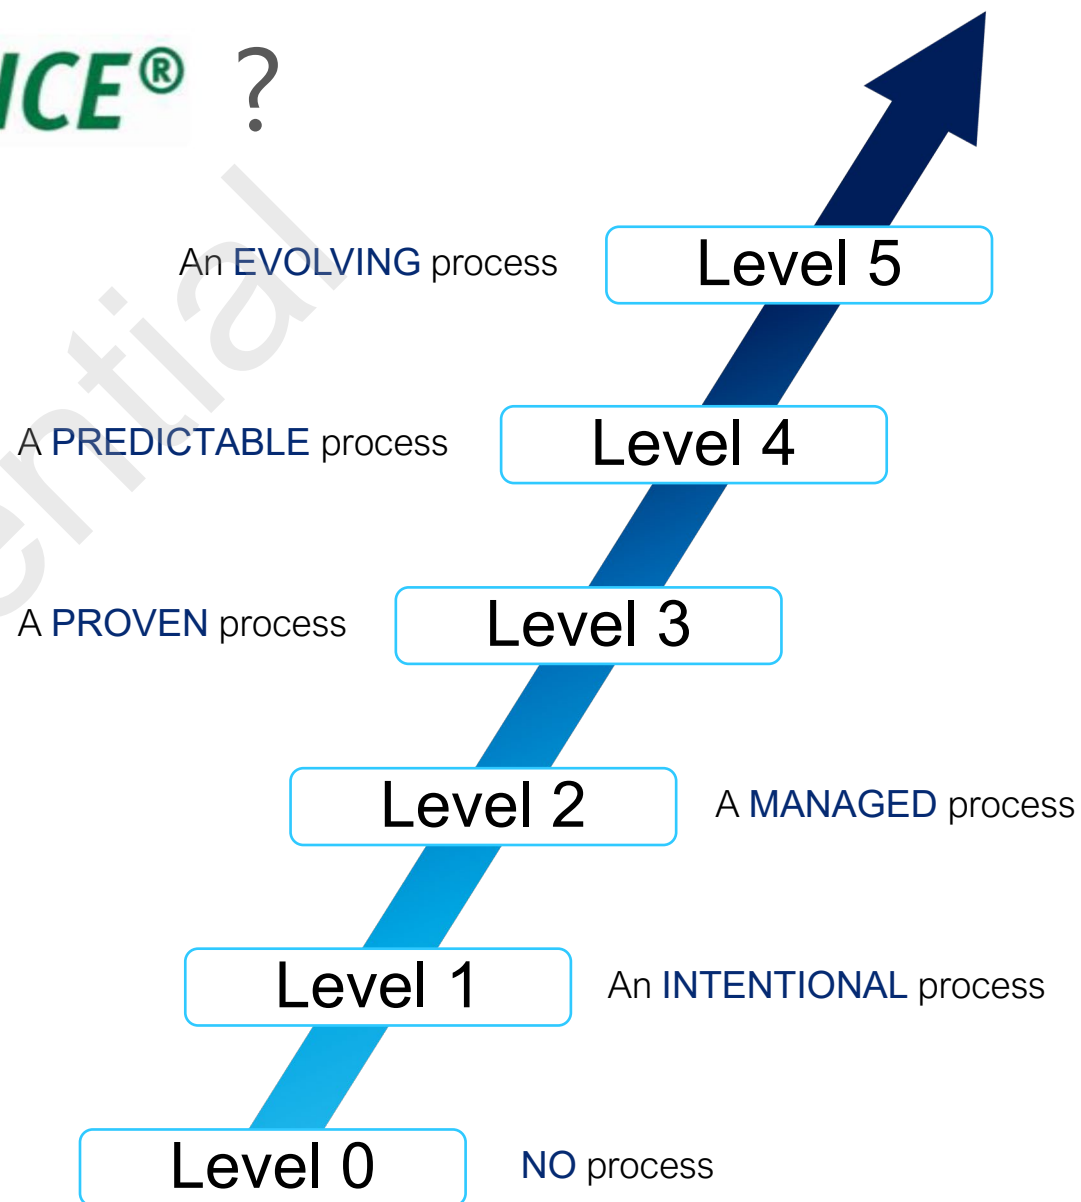 ICE® ?
An EVOLVING process
Level 5
A PREDICTABLE process
Level 4
A PROVEN process
Level 3
Level 2
A MANAGED process
Level 1
An INTENTIONAL process
Level 0
NO process
ential